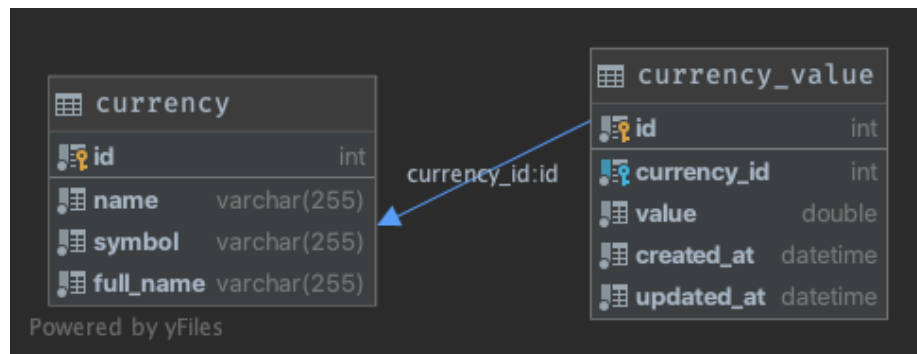 currency
id int
name varchar(255)
symbol varchar(255)
full_name varchar(255)
currency_id:id
currency_value
id int
currency_id int
value double
created_at datetime
updated_at datetime
Powered by yFiles